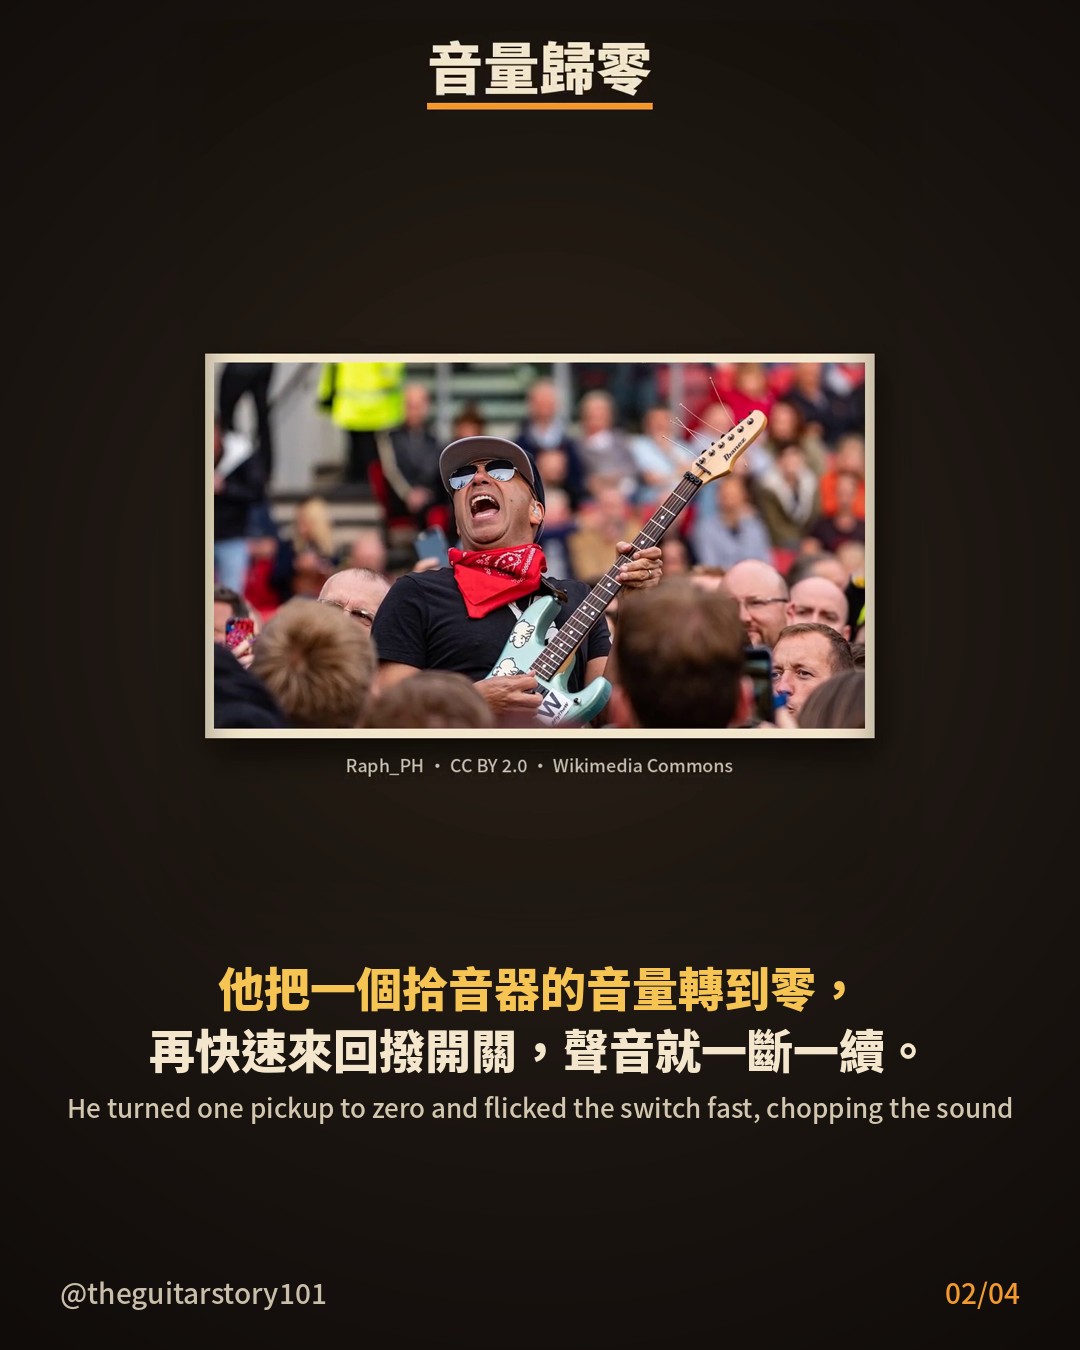 音量歸零
Ibanez
W
Raph_PH • CC BY 2.0 • Wikimedia Commons
他把一個拾音器的音量轉到零，
再快速來回撥開關，聲音就一斷一續。
He turned one pickup to zero and flicked the switch fast, chopping the sound
@theguitarstory101
02/04